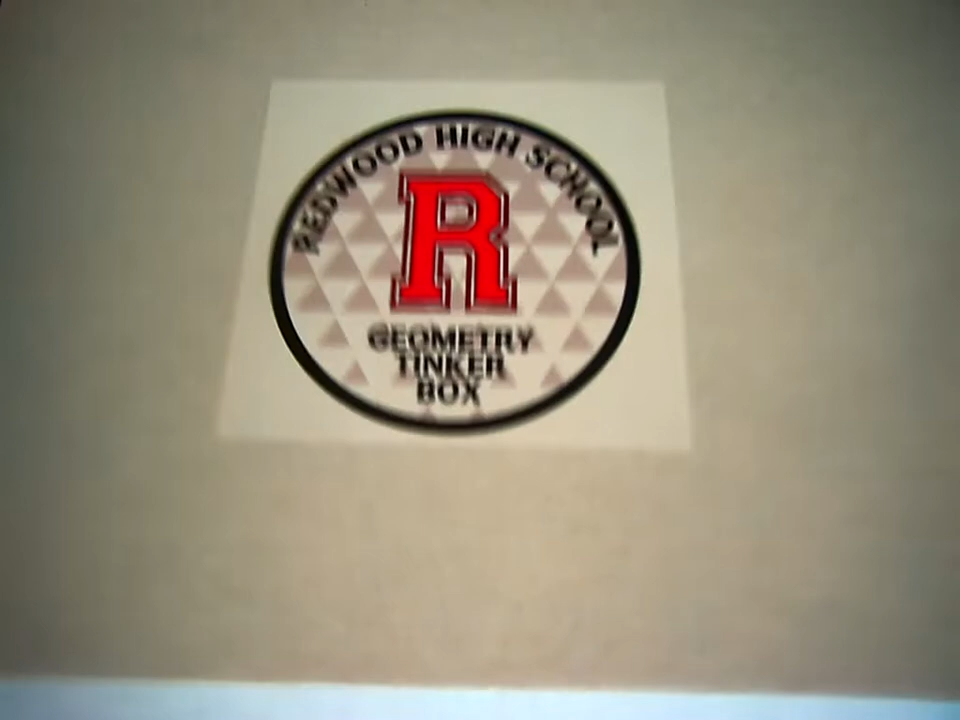 REDWOOD HIGH SCHOOL
R
GEOMETRY
TINKER
BOX